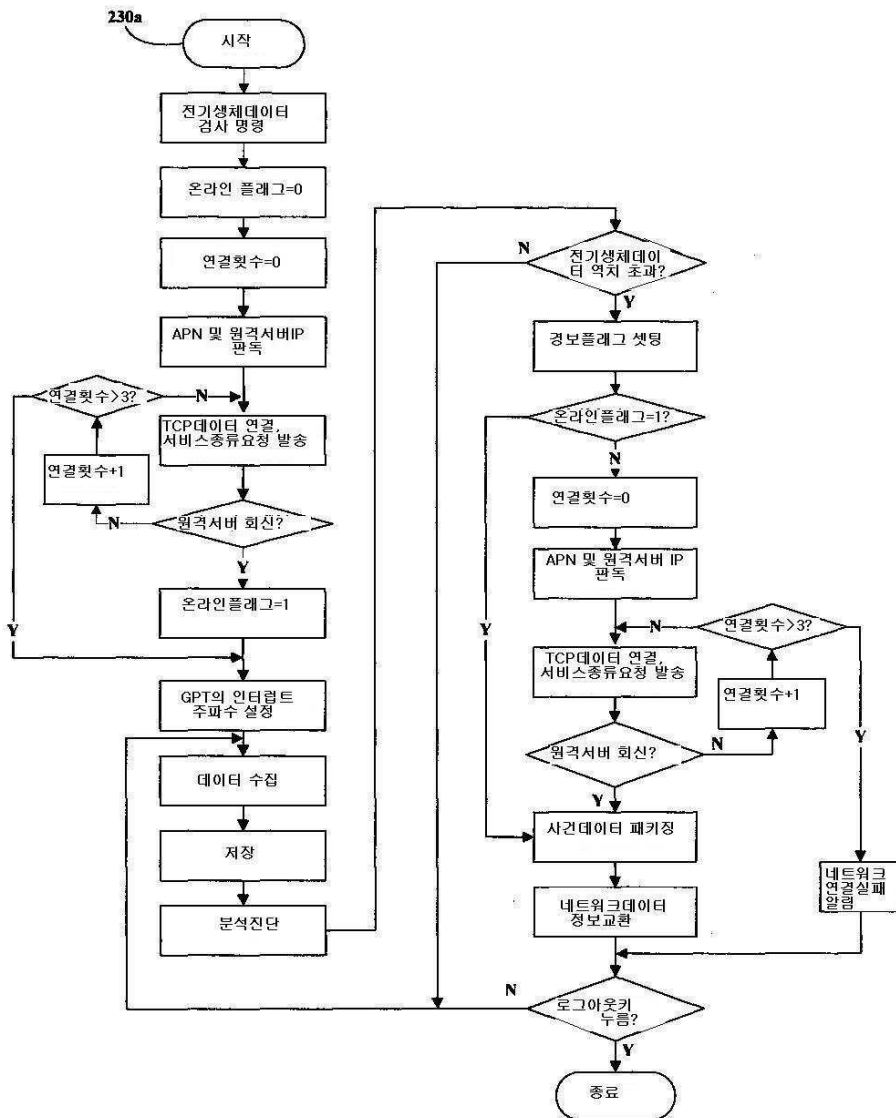 230a
시작
전기생체데이터
검사 명령
온라인 플래그=0
연결횟수=0
APN 및 원격서버IP
판독
연결횟수>3?
N
TCP데이터 연결,
서비스종류요청 발송
연결횟수+1
N
원격서버 회신?
Y
온라인플래그=1
Y
GPT의 인터럽트
주파수 설정
데이터 수집
저장
분석진단
N
전기생체데이
터 역치 초과?
Y
경보플래그 셋팅
온라인플래그=1?
N
연결횟수=0
APN 및 원격서버 IP
판독
Y
N
연결횟수>3?
TCP데이터 연결,
서비스종류요청 발송
연결횟수+1
Y
원격서버 회신?
N
Y
사건데이터 패키징
네트워크
연결실패
알림
네트워크데이터
정보교환
N
로그아웃키
누름?
Y
종료